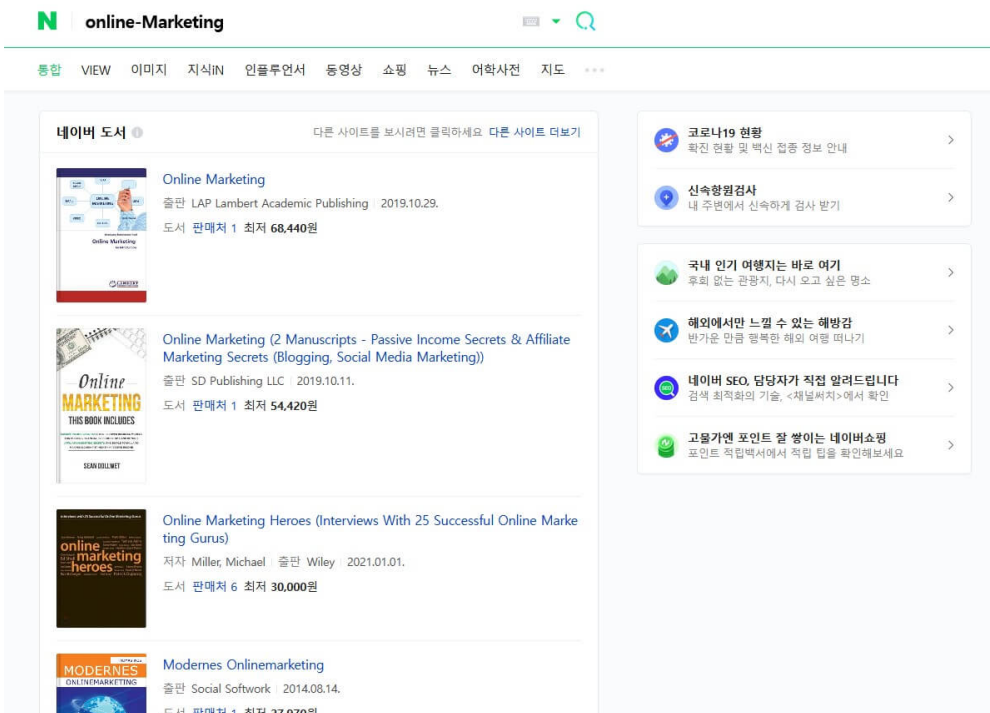 N online-Marketing
통합 VIEW 이미지 지식iN 인플루언서 동영상 쇼핑 뉴스 어학사전 지도
네이버 도서
다른 사이트를 보시려면 클릭하세요 다른 사이트 더보기
Online Marketing
출판 LAP Lambert Academic Publishing 2019.10.29.
도서 판매처 1 최저 68,440원
Online Marketing
Online Marketing (2 Manuscripts - Passive Income Secrets & Affiliate
Marketing Secrets (Blogging, Social Media Marketing))
출판 SD Publishing LLC 2019.10.11.
도서 판매처 1 최저 54,420원
Online
MARKETING
THIS BOOK INCLUDES
SEAN DOLLWET
Online Marketing Heroes (Interviews With 25 Successful Online Marke
ting Gurus)
저자 Miller, Michael 출판 Wiley 2021.01.01.
도서 판매처 6 최저 30,000원
online
marketing
heroes
Modernes Onlinemarketing
출판 Social Softwork 2014.08.14.
도서 판매처 1 최저 27,970원
MODERNES
ONLINEMARKETING
코로나19 현황
확진 현황 및 백신 접종 정보 안내
신속항원검사
내 주변에서 신속하게 검사 받기
국내 인기 여행지는 바로 여기
후회 없는 관광지, 다시 오고 싶은 명소
해외에서만 느낄 수 있는 해방감
반가운 만큼 행복한 해외 여행 떠나기
SEO
네이버 SEO, 담당자가 직접 알려드립니다
검색 최적화의 기술, <채널써치>에서 확인
고물가엔 포인트 잘 쌓이는 네이버쇼핑
포인트 적립백서에서 적립 팁을 확인해보세요